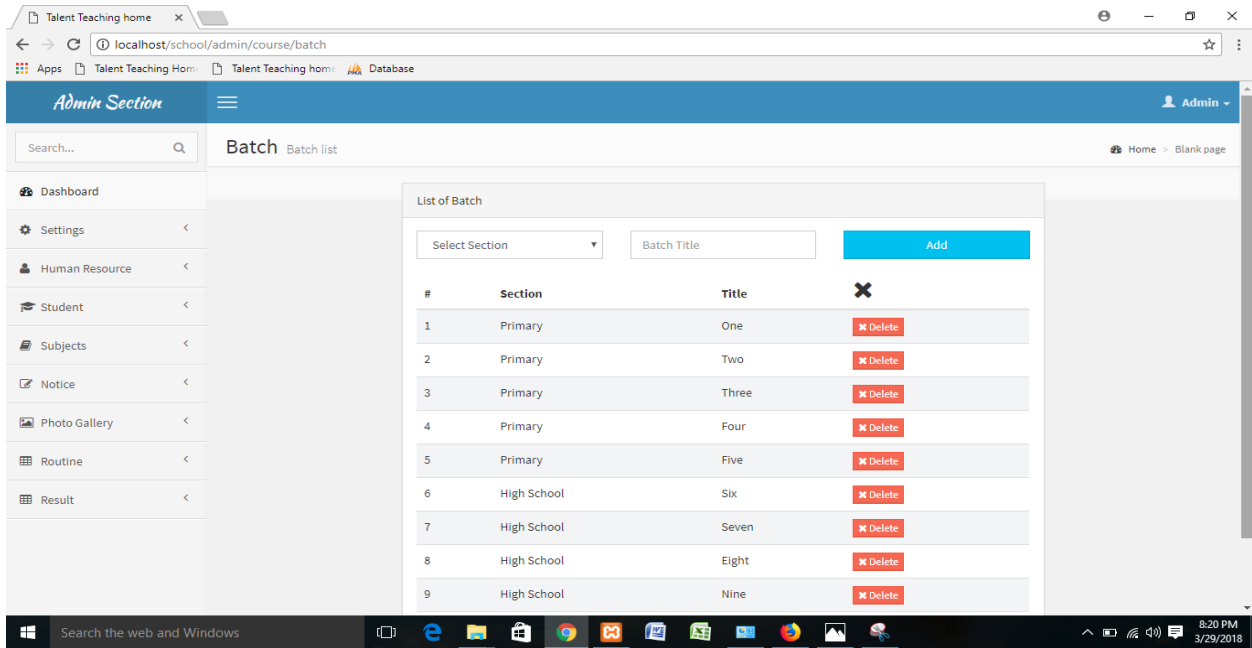 Talent Teaching home
localhost/school/admin/course/batch
Apps Talent Teaching Hom Talent Teaching home Database
Admin Section Admin
Search... Batch Batch list Home > Blank page
Dashboard
Settings
Human Resource
Student
Subjects
Notice
Photo Gallery
Routine
Result
List of Batch
Select Section Batch Title Add
# Section Title
1 Primary One Delete
2 Primary Two Delete
3 Primary Three Delete
4 Primary Four Delete
5 Primary Five Delete
6 High School Six Delete
7 High School Seven Delete
8 High School Eight Delete
9 High School Nine Delete
Search the web and Windows
8:20 PM
3/29/2018